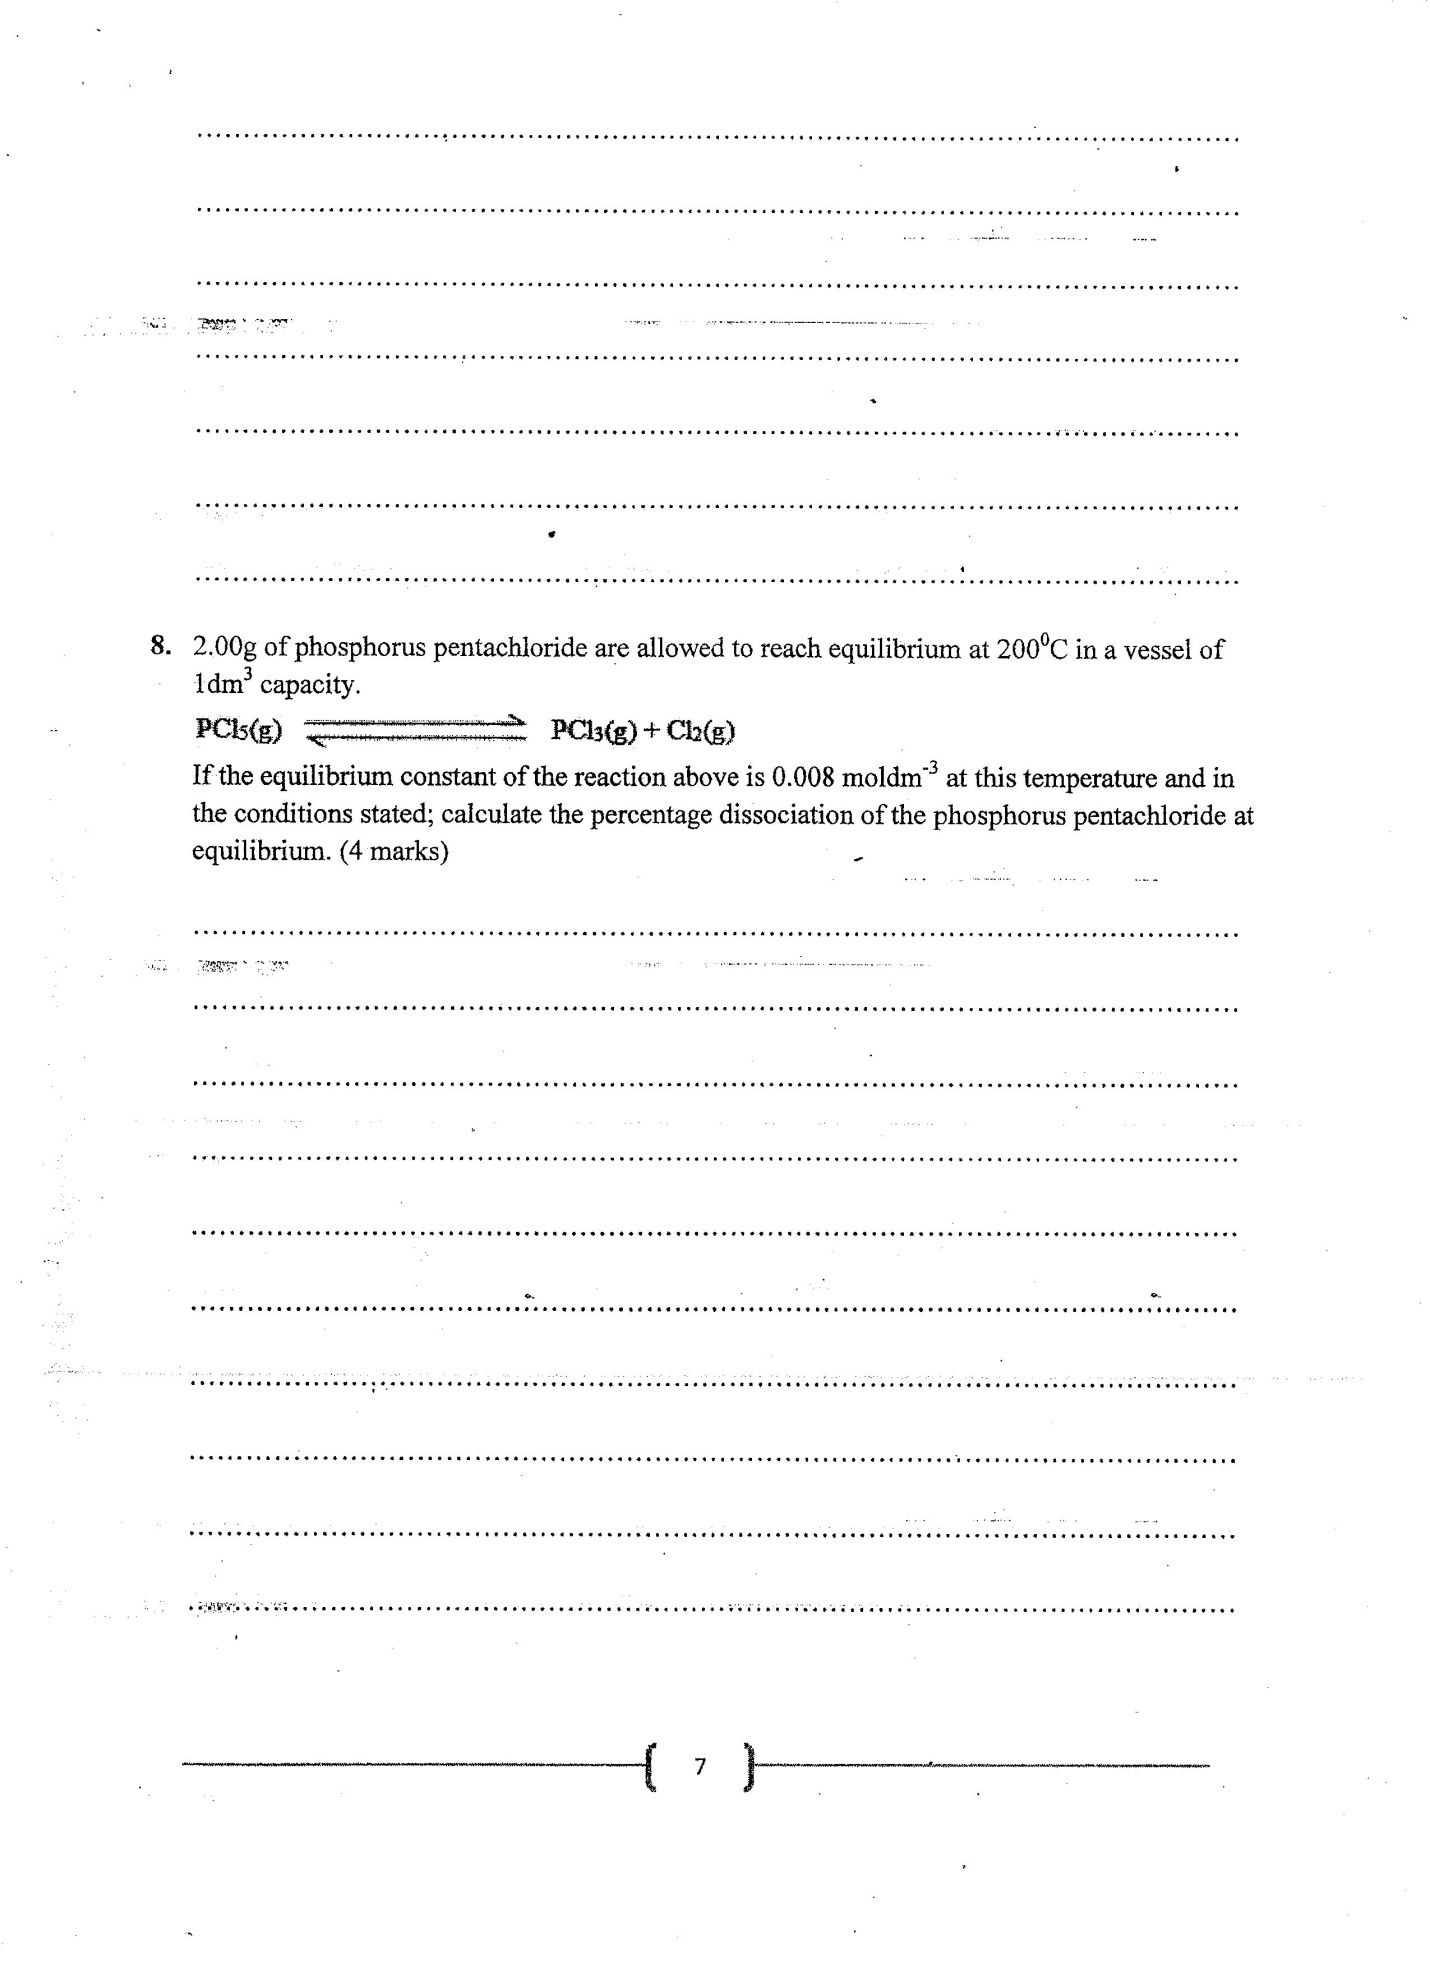 8. 2.00g of phosphorus pentachloride are allowed to reach equilibrium at 200⁰C in a vessel of
1dm³ capacity.
PCl₅(g) ⇌ PCl₃(g) + Cl₂(g)
If the equilibrium constant of the reaction above is 0.008 moldm⁻³ at this temperature and in
the conditions stated; calculate the percentage dissociation of the phosphorus pentachloride at
equilibrium. (4 marks)
7